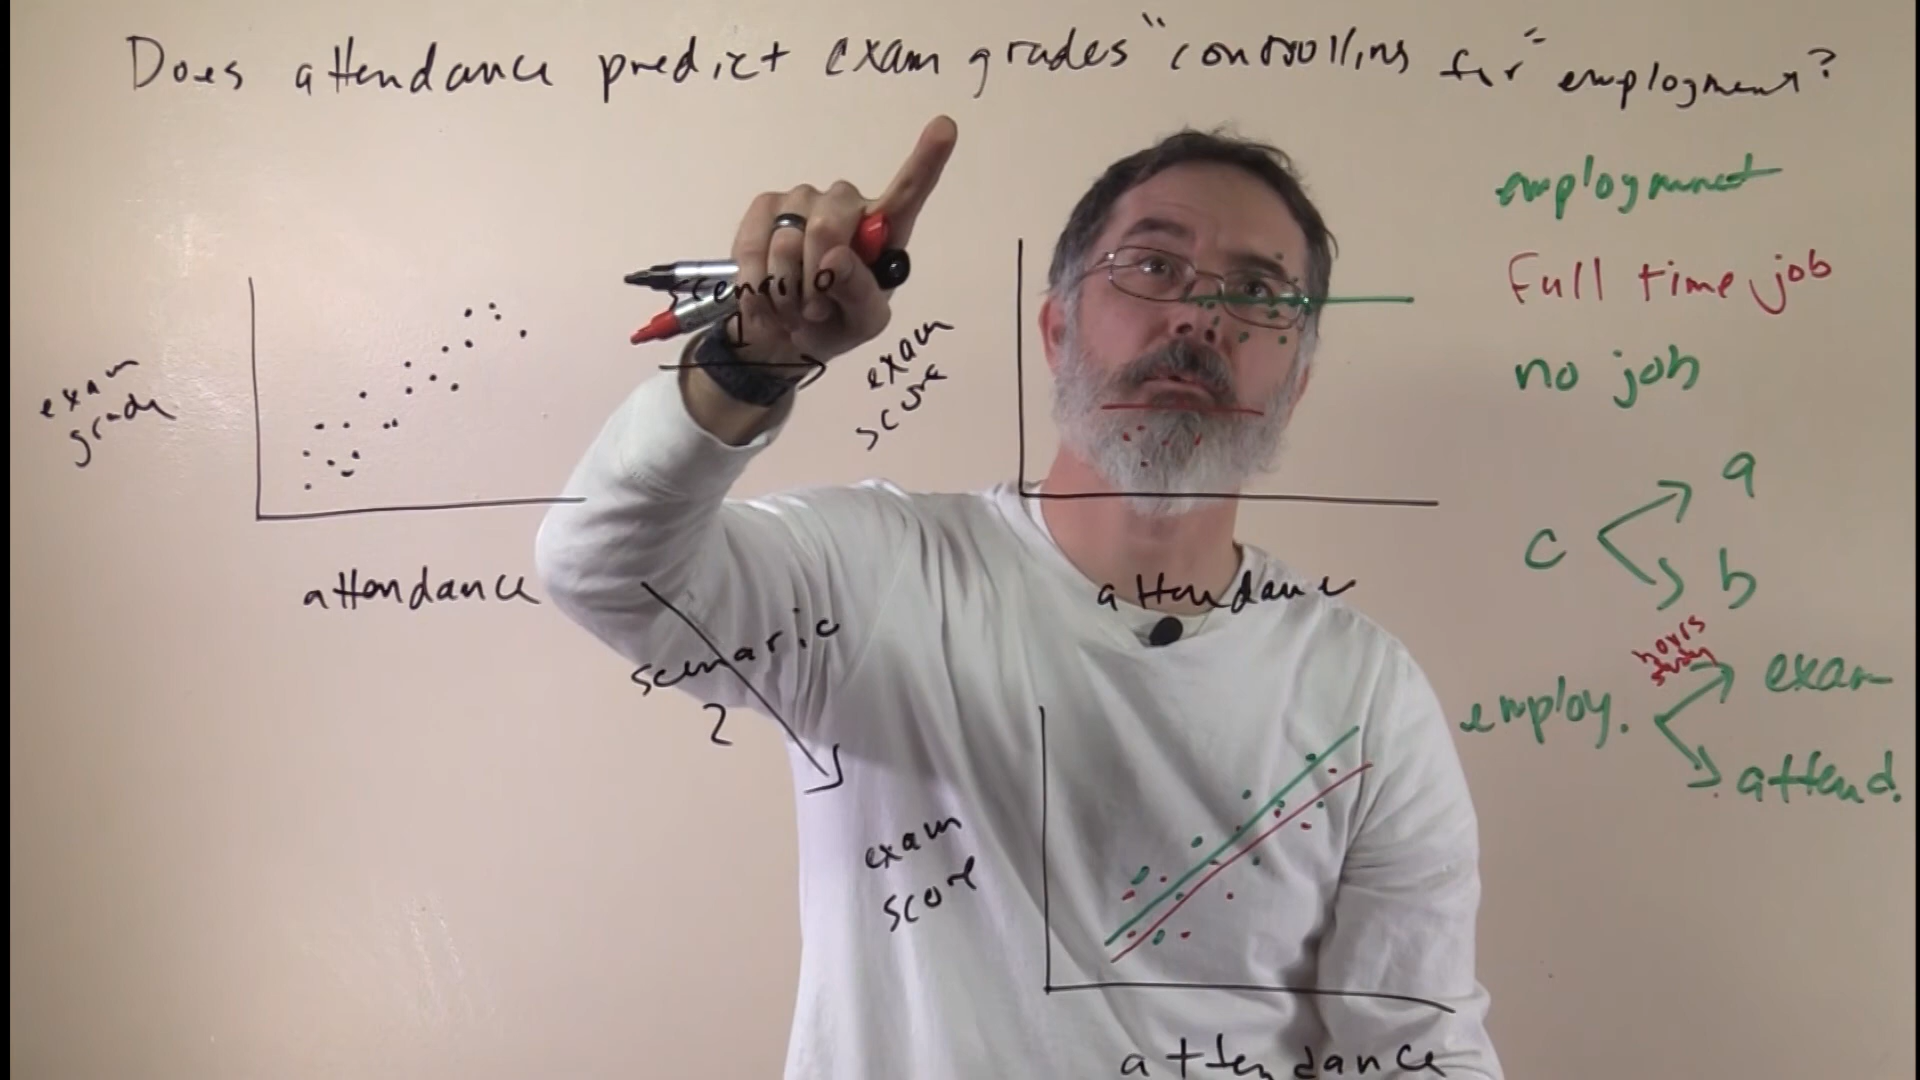 Does attendance predict exam grades "controlling for" employment?
employment
Full time job
no job
scenario
1
exam
grade
exam
score
attendance
attendance
c
a
b
scenario
2
hours
study
employ.
exam
attend.
exam
score
attendance